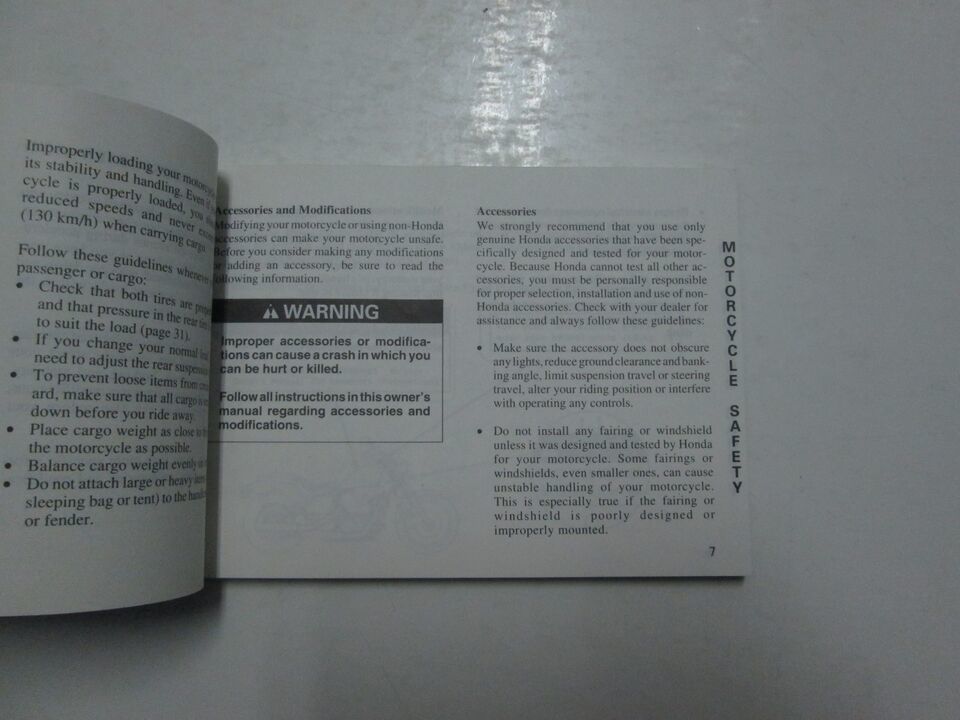 Improperly loading your motorcycle
its stability and handling. Even if
cycle is properly loaded, you
reduced speeds and never
(130 km/h) when carrying cargo.
Follow these guidelines whenever
passenger or cargo:
• Check that both tires are
and that pressure in the rear
to suit the load (page 31).
• If you change your normal
need to adjust the rear suspension
• To prevent loose items from
ard, make sure that all cargo is
down before you ride away.
• Place cargo weight as close to
the motorcycle as possible.
• Balance cargo weight evenly on
• Do not attach large or heavy items
sleeping bag or tent) to the
or fender.
Accessories and Modifications
Modifying your motorcycle or using non-Honda
accessories can make your motorcycle unsafe.
Before you consider making any modifications
or adding an accessory, be sure to read the
following information.
WARNING
Improper accessories or modifica-
tions can cause a crash in which you
can be hurt or killed.
Follow all instructions in this owner's
manual regarding accessories and
modifications.
Accessories
We strongly recommend that you use only
genuine Honda accessories that have been spe-
cifically designed and tested for your motor-
cycle. Because Honda cannot test all other ac-
cessories, you must be personally responsible
for proper selection, installation and use of non-
Honda accessories. Check with your dealer for
assistance and always follow these guidelines:
• Make sure the accessory does not obscure
any lights, reduce ground clearance and bank-
ing angle, limit suspension travel or steering
travel, alter your riding position or interfere
with operating any controls.
• Do not install any fairing or windshield
unless it was designed and tested by Honda
for your motorcycle. Some fairings or
windshields, even smaller ones, can cause
unstable handling of your motorcycle.
This is especially true if the fairing or
windshield is poorly designed or
improperly mounted.
MOTORCYCLE SAFETY
7